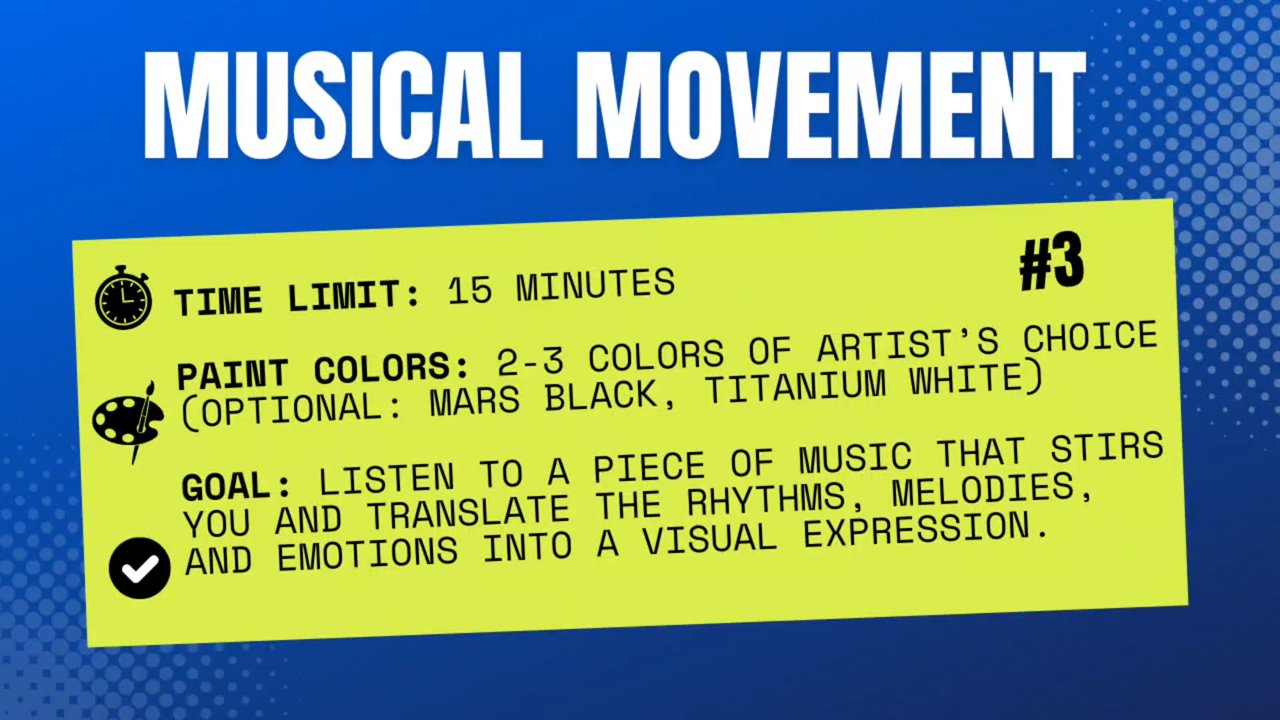 MUSICAL MOVEMENT
#3
TIME LIMIT: 15 MINUTES
PAINT COLORS: 2-3 COLORS OF ARTIST'S CHOICE
(OPTIONAL: MARS BLACK, TITANIUM WHITE)
GOAL: LISTEN TO A PIECE OF MUSIC THAT STIRS
YOU AND TRANSLATE THE RHYTHMS, MELODIES,
AND EMOTIONS INTO A VISUAL EXPRESSION.